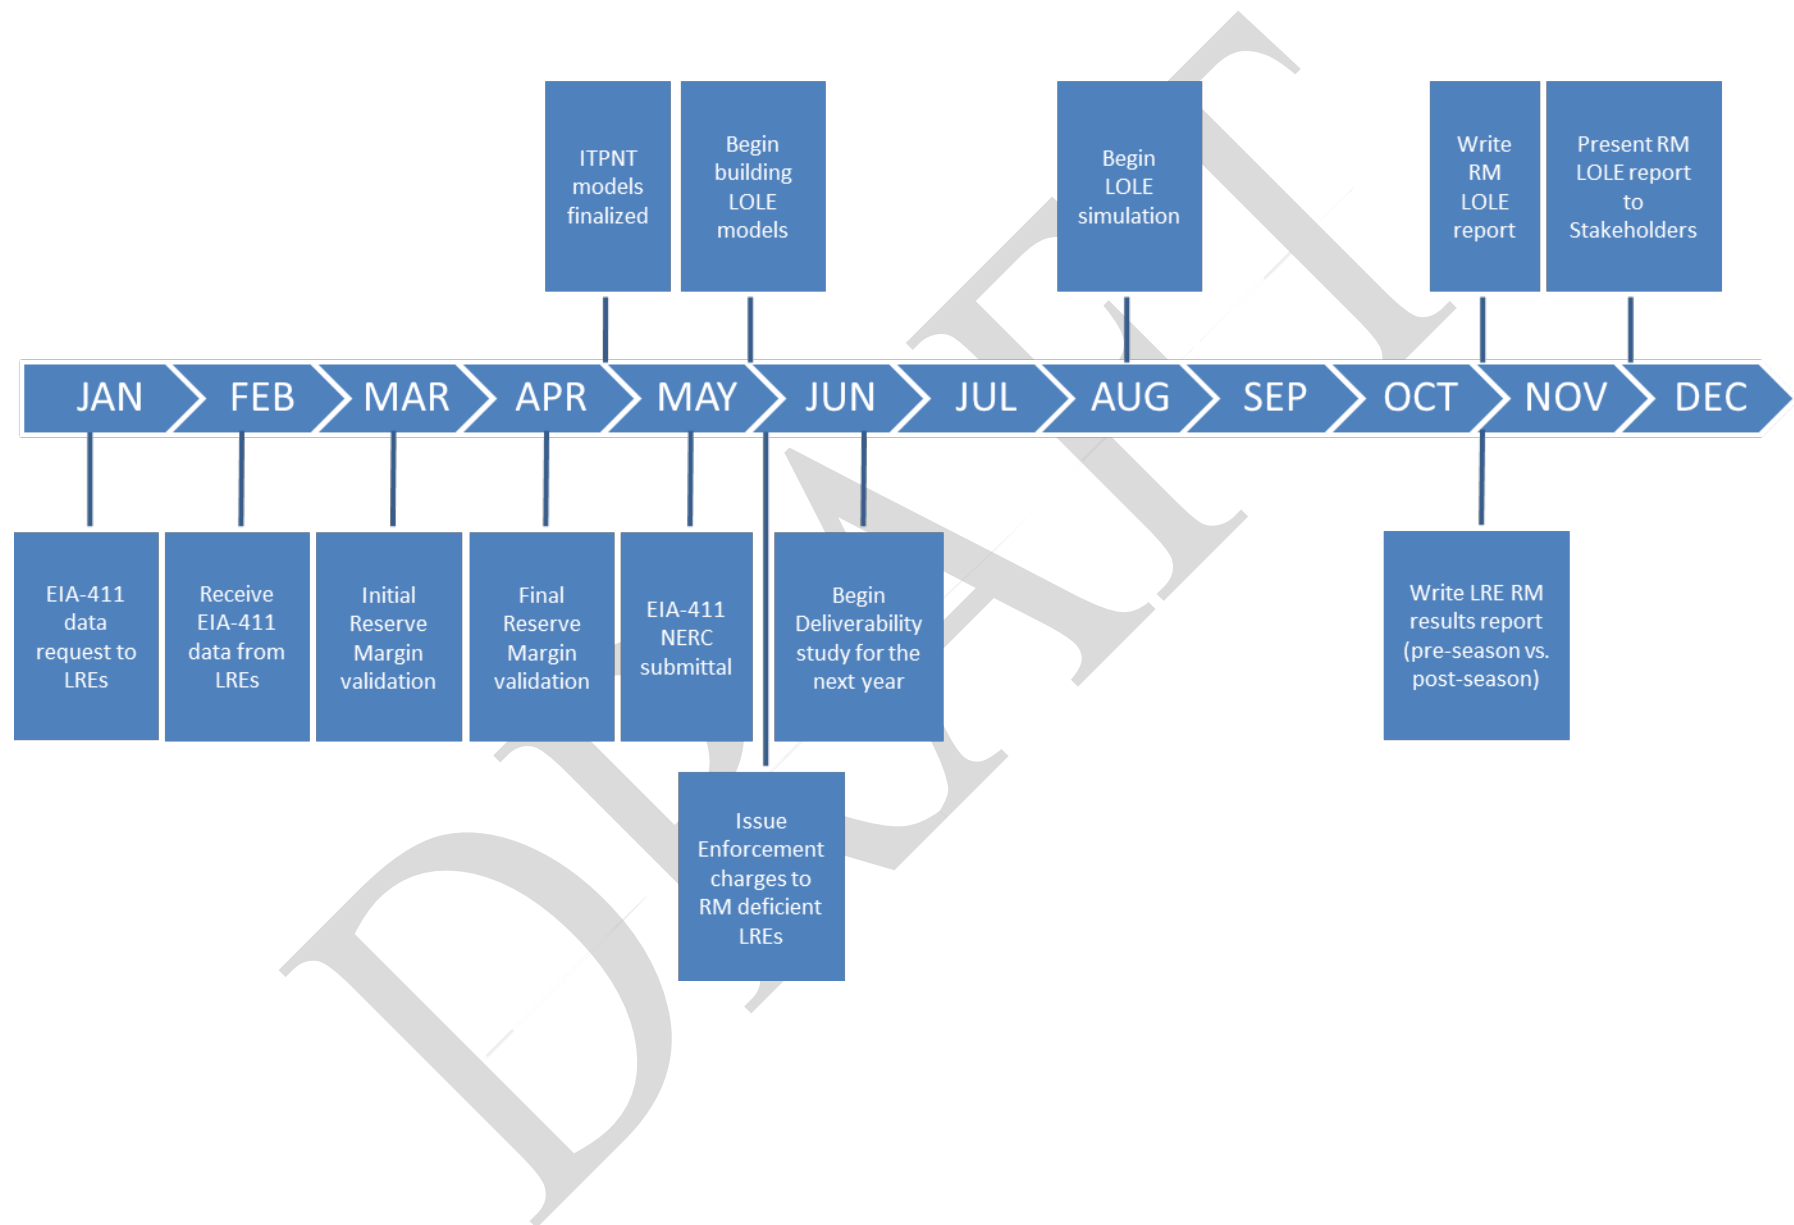 ITPNT
models
finalized
Begin
building
LOLE
models
Begin
LOLE
simulation
Write
RM
LOLE
report
Present RM
LOLE report
to
Stakeholders
JAN
FEB
MAR
APR
MAY
JUN
JUL
AUG
SEP
OCT
NOV
DEC
EIA-411
data
request to
LREs
Receive
EIA-411
data from
LREs
Initial
Reserve
Margin
validation
Final
Reserve
Margin
validation
EIA-411
NERC
submittal
Begin
Deliverability
study for the
next year
Write LRE RM
results report
(pre-season vs.
post-season)
Issue
Enforcement
charges to
RM deficient
LREs
DRAFT